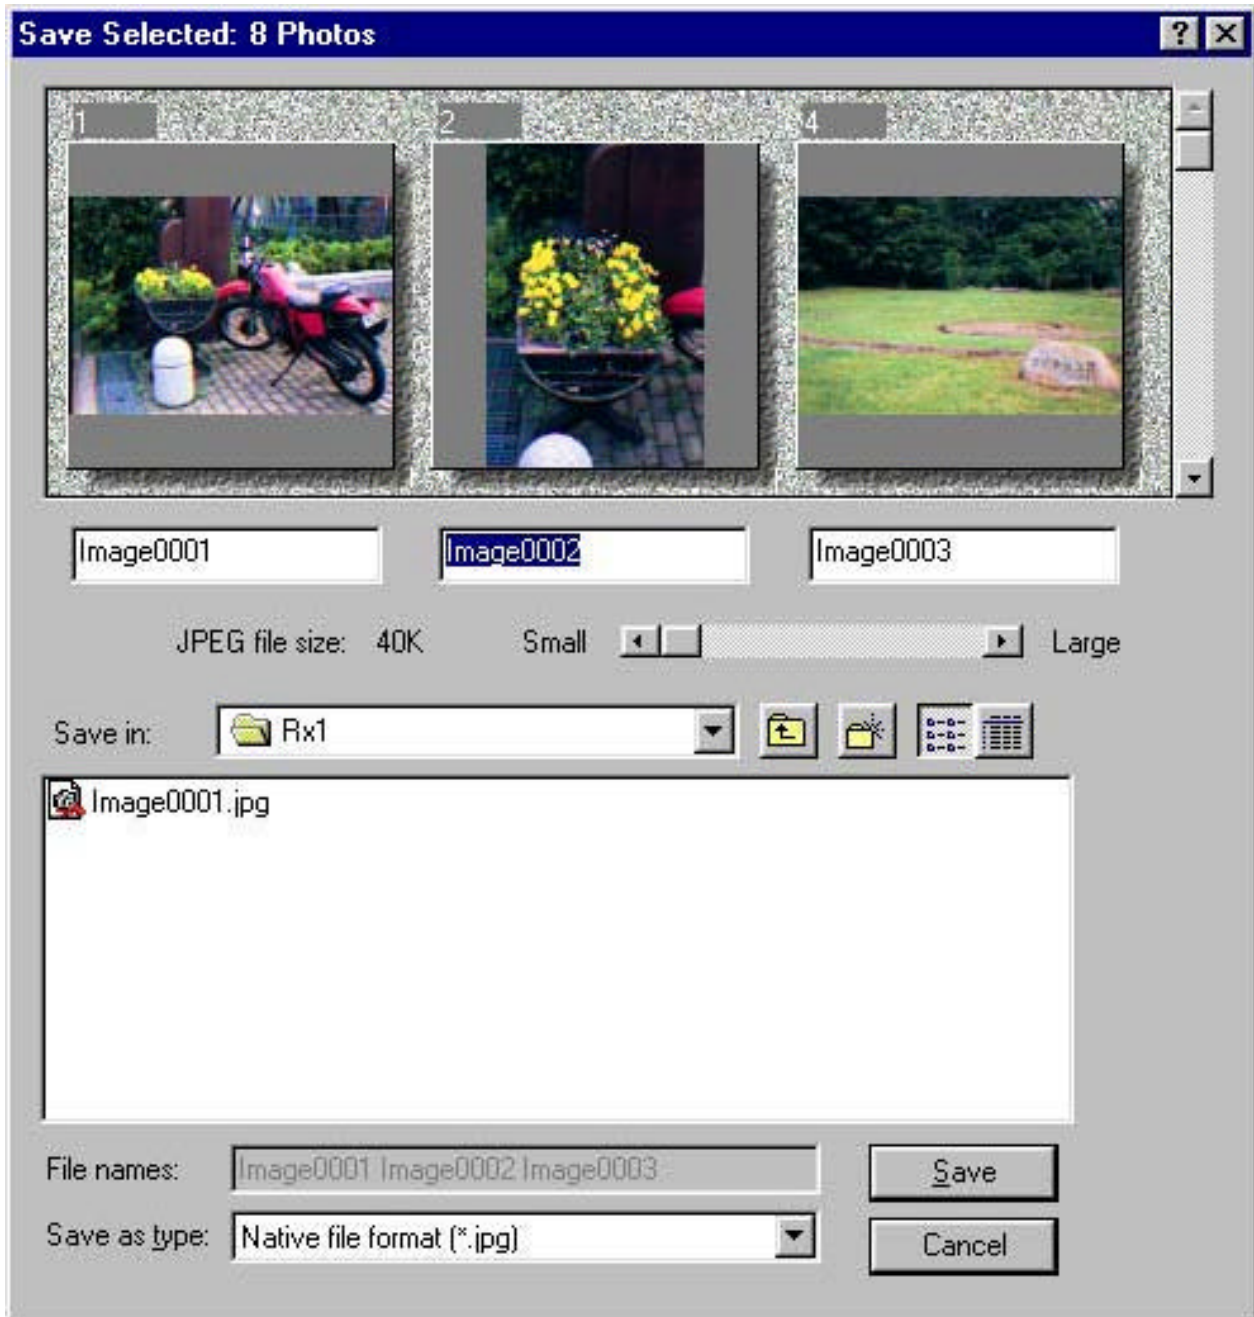 Save Selected: 8 Photos
1 2 4
Image0001 Image0002 Image0003
JPEG file size: 40K Small Large
Save in: Rx1
Image0001.jpg
File names: Image0001 Image0002 Image0003 Save
Save as type: Native file format (*.jpg) Cancel